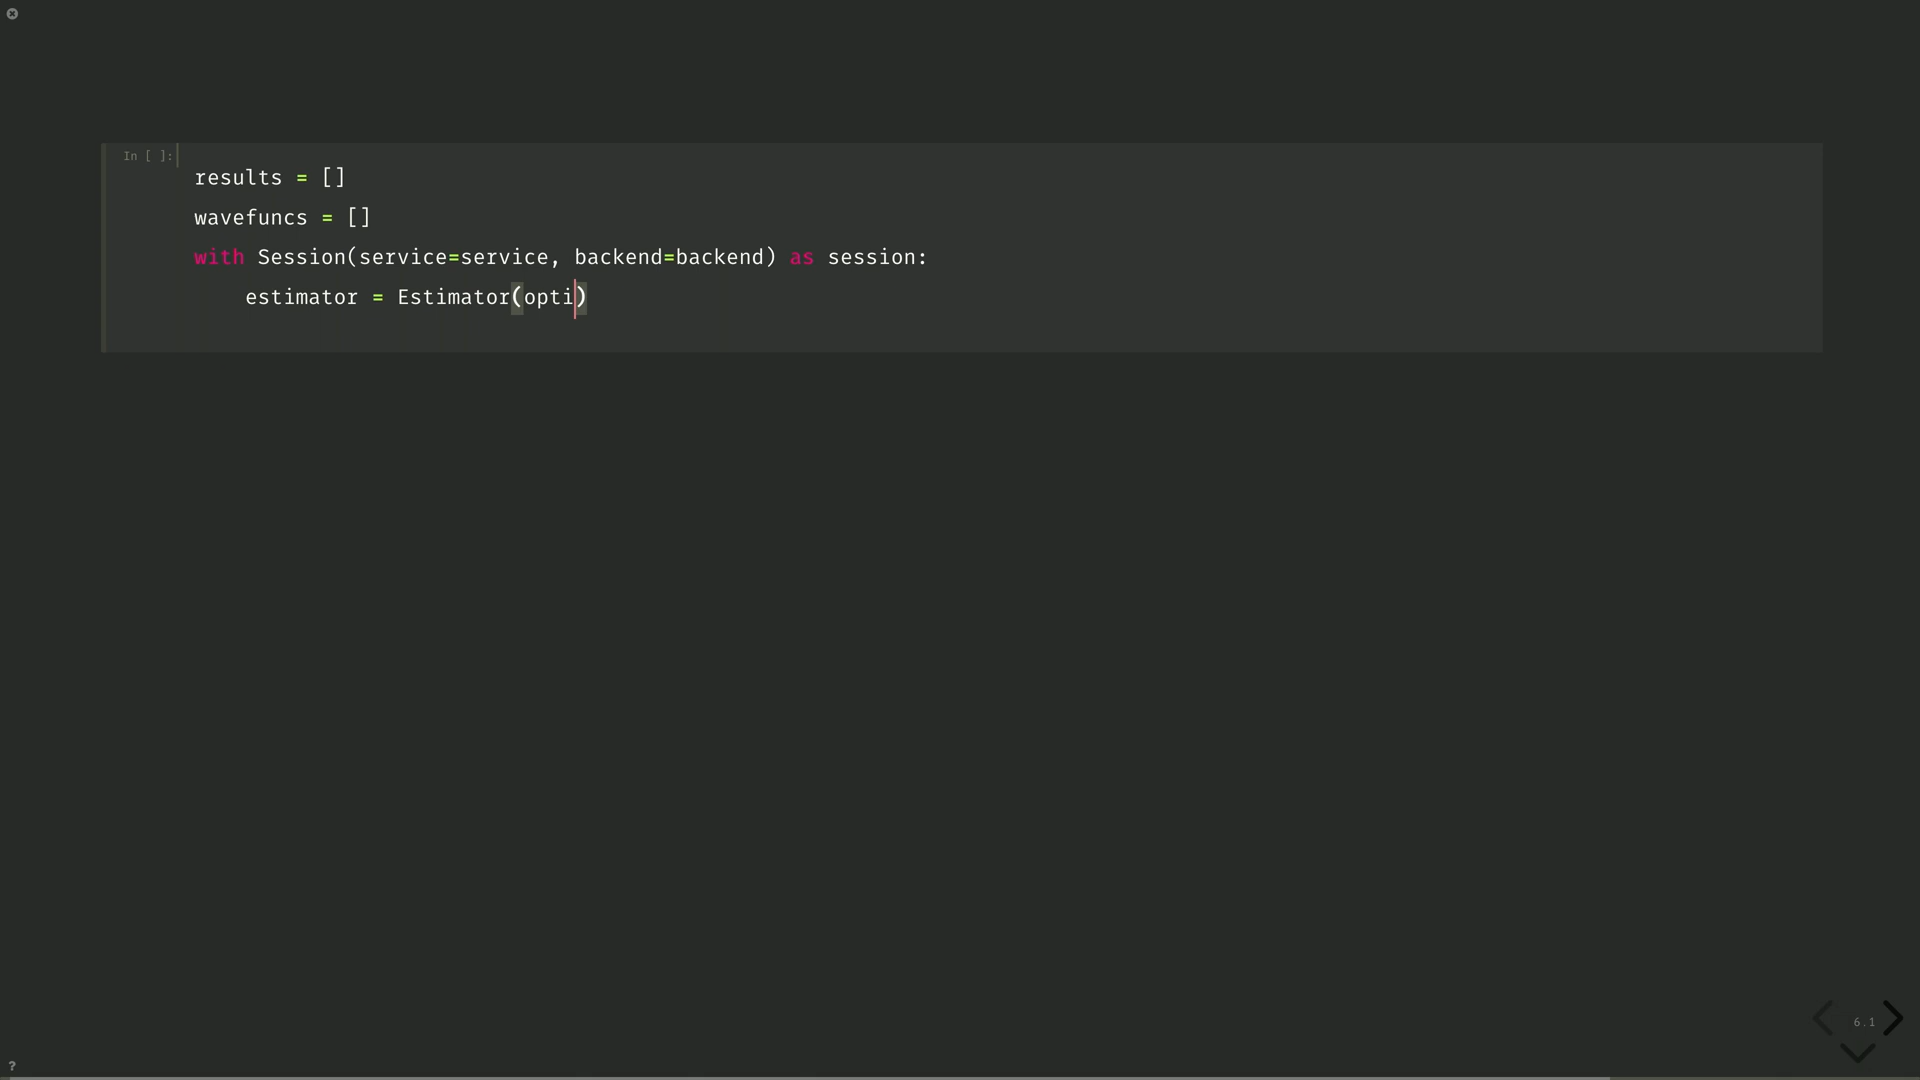 In [ ]:
results = []
wavefuncs = []
with Session(service=service, backend=backend) as session:
    estimator = Estimator(opti)
6.1
?